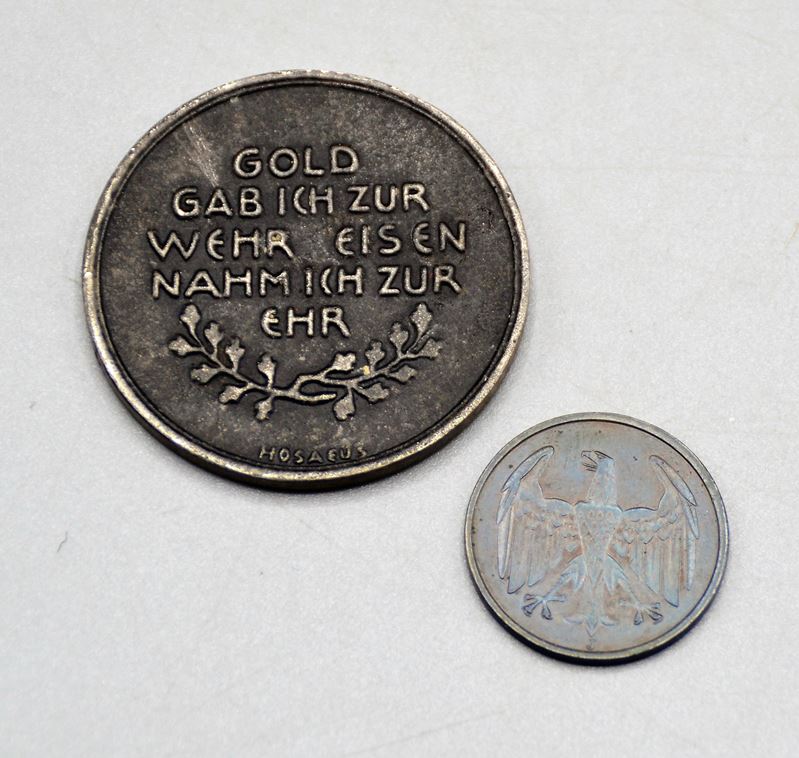 GOLD
GAB ICH ZUR
WEHR EISEN
NAHM ICH ZUR
EHR
HOSAEUS